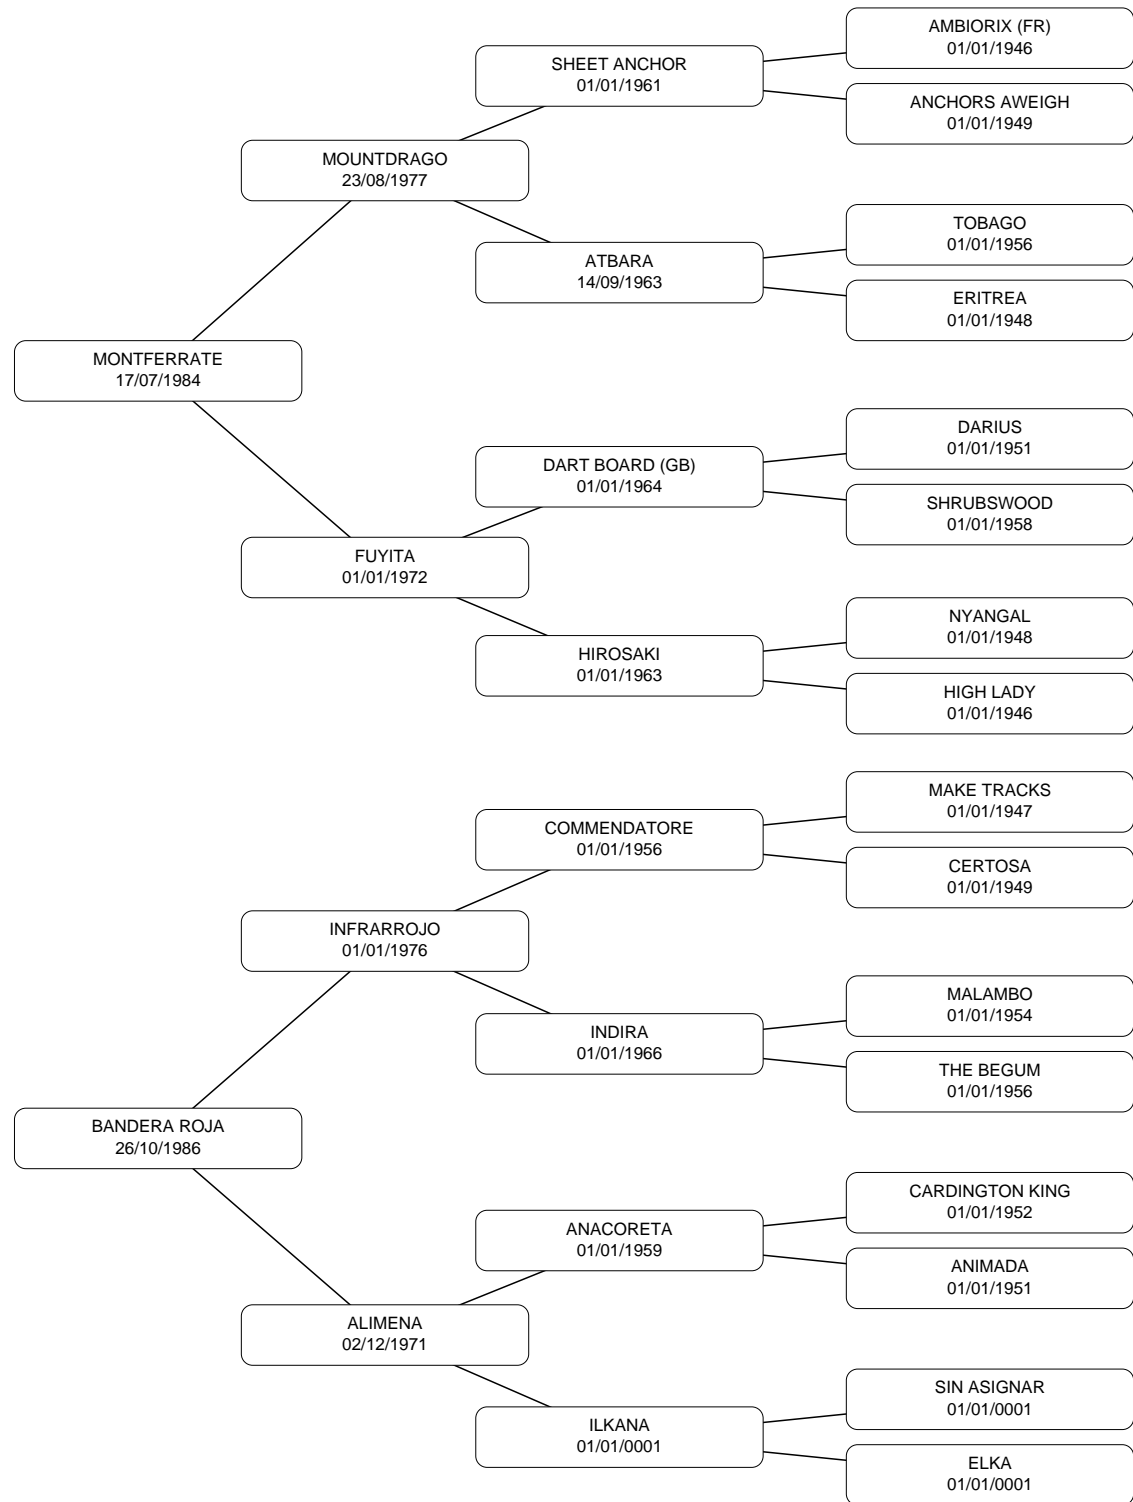 AMBIORIX (FR)
01/01/1946
SHEET ANCHOR
01/01/1961
ANCHORS AWEIGH
01/01/1949
MOUNTDRAGO
23/08/1977
TOBAGO
01/01/1956
ATBARA
14/09/1963
ERITREA
01/01/1948
MONTFERRATE
17/07/1984
DARIUS
01/01/1951
DART BOARD (GB)
01/01/1964
SHRUBSWOOD
01/01/1958
FUYITA
01/01/1972
NYANGAL
01/01/1948
HIROSAKI
01/01/1963
HIGH LADY
01/01/1946
MAKE TRACKS
01/01/1947
COMMENDATORE
01/01/1956
CERTOSA
01/01/1949
INFRARROJO
01/01/1976
MALAMBO
01/01/1954
INDIRA
01/01/1966
THE BEGUM
01/01/1956
BANDERA ROJA
26/10/1986
CARDINGTON KING
01/01/1952
ANACORETA
01/01/1959
ANIMADA
01/01/1951
ALIMENA
02/12/1971
SIN ASIGNAR
01/01/0001
ILKANA
01/01/0001
ELKA
01/01/0001